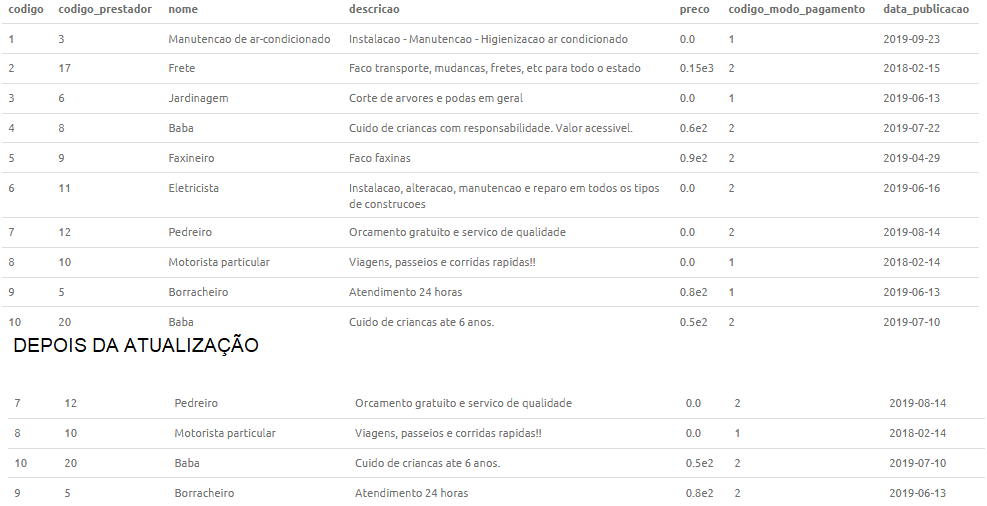 codigo codigo_prestador nome descricao preco codigo_modo_pagamento data_publicacao
1 3 Manutencao de ar-condicionado Instalacao - Manutencao - Higienizacao ar condicionado 0.0 1 2019-09-23
2 17 Frete Faco transporte, mudancas, fretes, etc para todo o estado 0.15e3 2 2018-02-15
3 6 Jardinagem Corte de arvores e podas em geral 0.0 1 2019-06-13
4 8 Baba Cuido de criancas com responsabilidade. Valor acessivel. 0.6e2 2 2019-07-22
5 9 Faxineiro Faco faxinas 0.9e2 2 2019-04-29
6 11 Eletricista Instalacao, alteracao, manutencao e reparo em todos os tipos 0.0 2 2019-06-16
de construcoes
7 12 Pedreiro Orcamento gratuito e servico de qualidade 0.0 2 2019-08-14
8 10 Motorista particular Viagens, passeios e corridas rapidas!! 0.0 1 2018-02-14
9 5 Borracheiro Atendimento 24 horas 0.8e2 1 2019-06-13
10 20 Baba Cuido de criancas ate 6 anos. 0.5e2 2 2019-07-10
DEPOIS DA ATUALIZAÇÃO
7 12 Pedreiro Orcamento gratuito e servico de qualidade 0.0 2 2019-08-14
8 10 Motorista particular Viagens, passeios e corridas rapidas!! 0.0 1 2018-02-14
10 20 Baba Cuido de criancas ate 6 anos. 0.5e2 2 2019-07-10
9 5 Borracheiro Atendimento 24 horas 0.8e2 2 2019-06-13